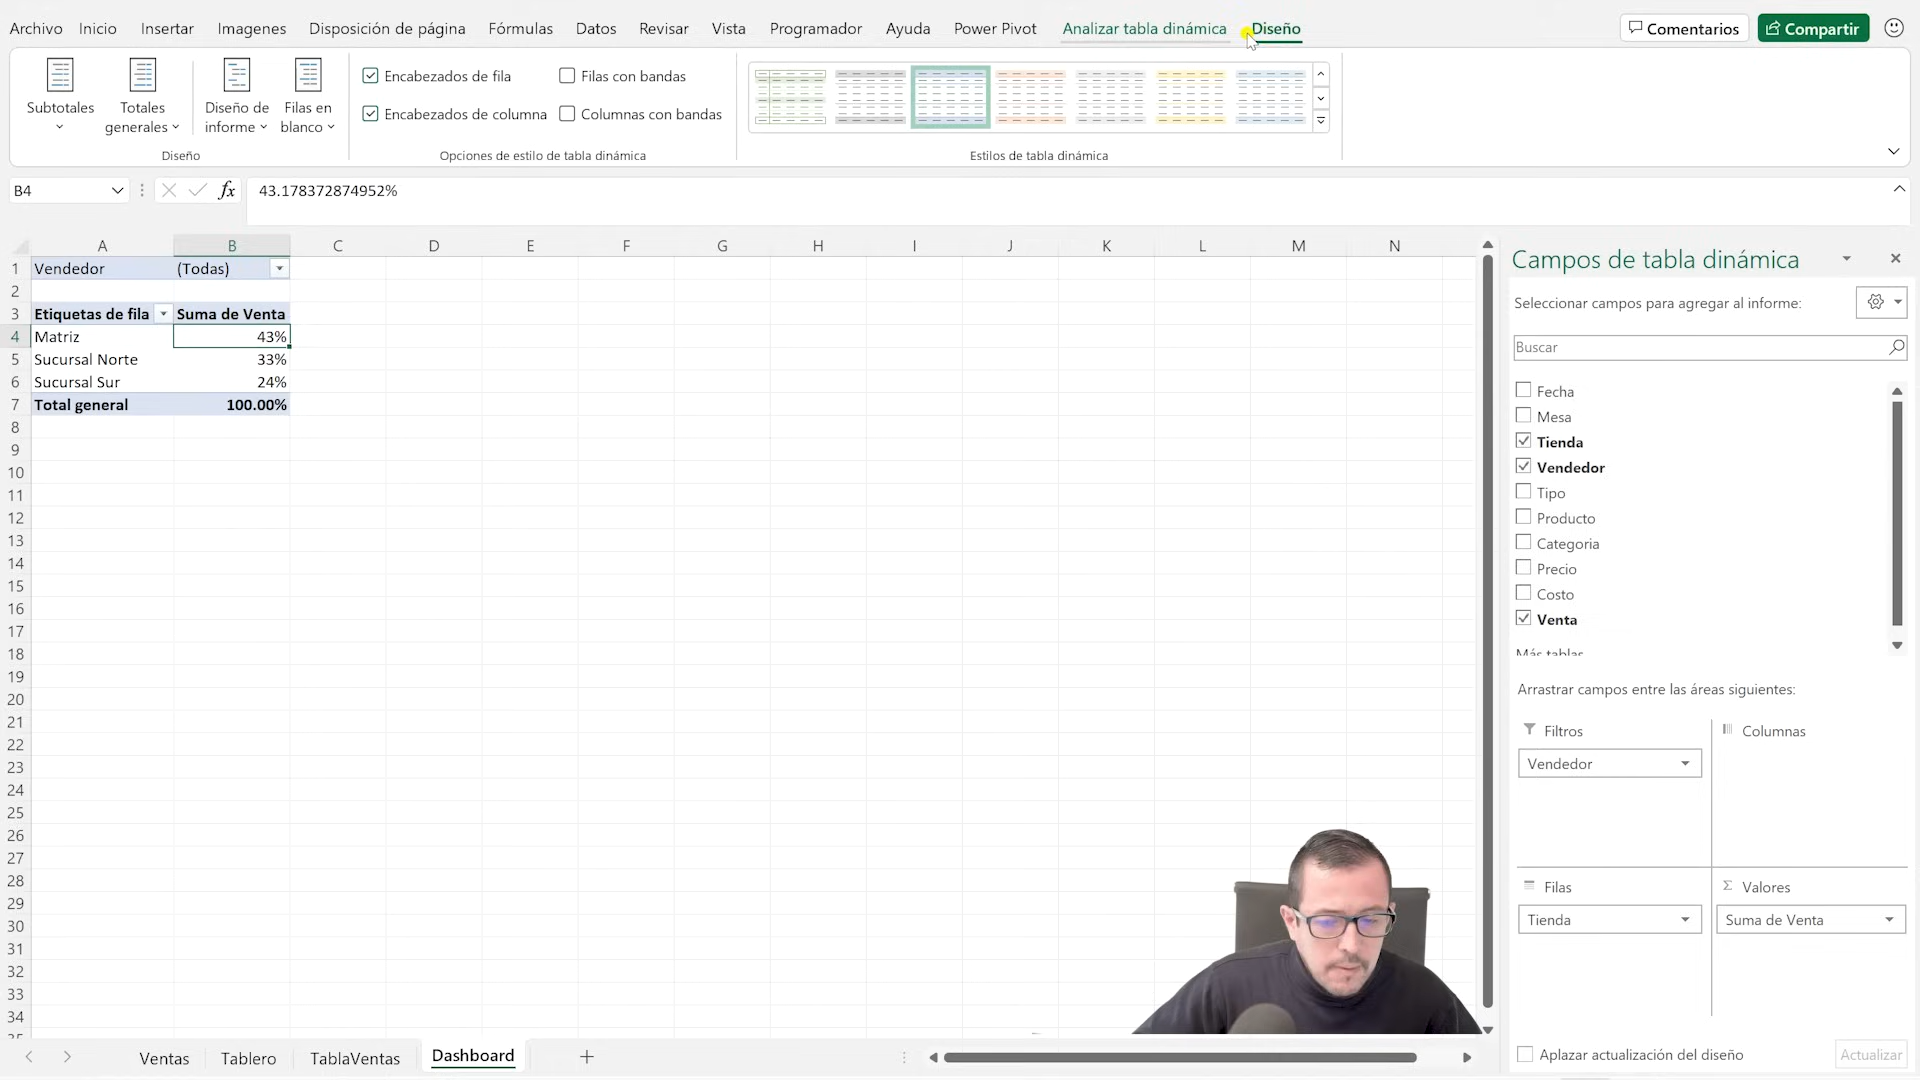 Archivo Inicio Insertar Imagenes Disposición de página Fórmulas Datos Revisar Vista Programador Ayuda Power Pivot Analizar tabla dinámica Diseño Comentarios Compartir
Subtotales
Totales generales
Diseño de informe
Filas en blanco
Diseño
Encabezados de fila
Filas con bandas
Encabezados de columna
Columnas con bandas
Opciones de estilo de tabla dinámica
Estilos de tabla dinámica
B4 fx 43.178372874952%
A B C D E F G H I J K L M N
1 Vendedor (Todas)
2
3 Etiquetas de fila Suma de Venta
4 Matriz 43%
5 Sucursal Norte 33%
6 Sucursal Sur 24%
7 Total general 100.00%
8
9
10
11
12
13
14
15
16
17
18
19
20
21
22
23
24
25
26
27
28
29
30
31
32
33
34
35
Campos de tabla dinámica
Seleccionar campos para agregar al informe:
Buscar
Fecha
Mesa
Tienda
Vendedor
Tipo
Producto
Categoria
Precio
Costo
Venta
Más tablas
Arrastrar campos entre las áreas siguientes:
Filtros
Vendedor
Columnas
Filas
Tienda
Σ Valores
Suma de Venta
Aplazar actualización del diseño
Actualizar
Ventas Tablero TablaVentas Dashboard